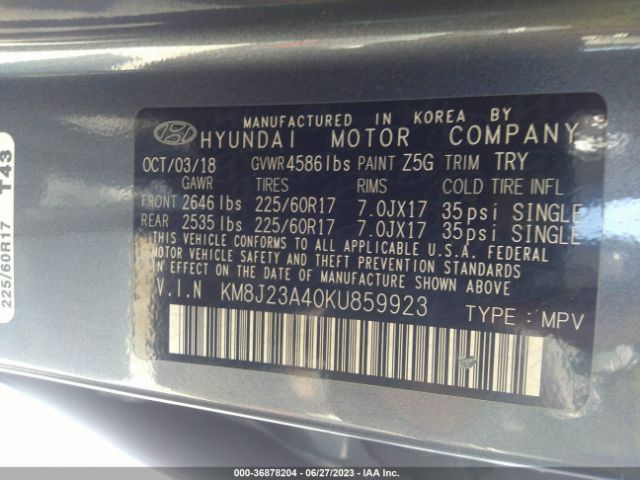 MANUFACTURED IN KOREA BY
HYUNDAI MOTOR COMPANY
OCT/03/18 GVWR 4586lbs PAINT Z5G TRIM TRY
GAWR TIRES RIMS COLD TIRE INFL
FRONT 2646 lbs 225/60R17 7.0JX17 35psi SINGLE
REAR 2535 lbs 225/60R17 7.0JX17 35psi SINGLE
THIS VEHICLE CONFORMS TO ALL APPLICABLE U.S.A. FEDERAL
MOTOR VEHICLE SAFETY AND THEFT PREVENTION STANDARDS
IN EFFECT ON THE DATE OF MANUFACTURE SHOWN ABOVE
V.I.N KM8J23A40KU859923 TYPE : MPV
225/60R17 T43
000-36878204 - 06/27/2023 - IAA Inc.